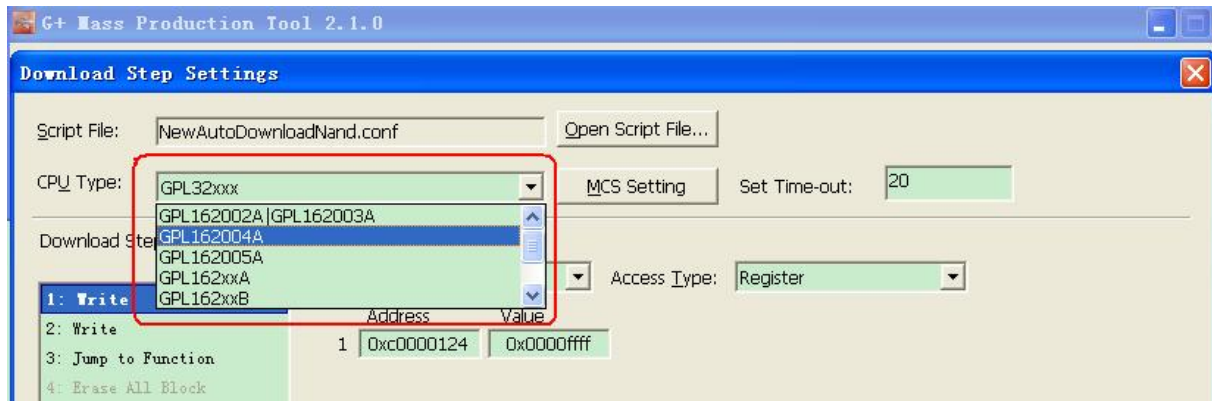 G+ Mass Production Tool 2.1.0
Download Step Settings
Script File: NewAutoDownloadNand.conf Open Script File...
CPU Type: GPL32xxx MCS Setting Set Time-out: 20
GPL162002A|GPL162003A
Download Ste GPL162004A
GPL162005A
GPL162xxA Access Type: Register
1: Write GPL162xxB
Address Value
2: Write
1 0xc0000124 0x0000ffff
3: Jump to Function
4: Erase All Block